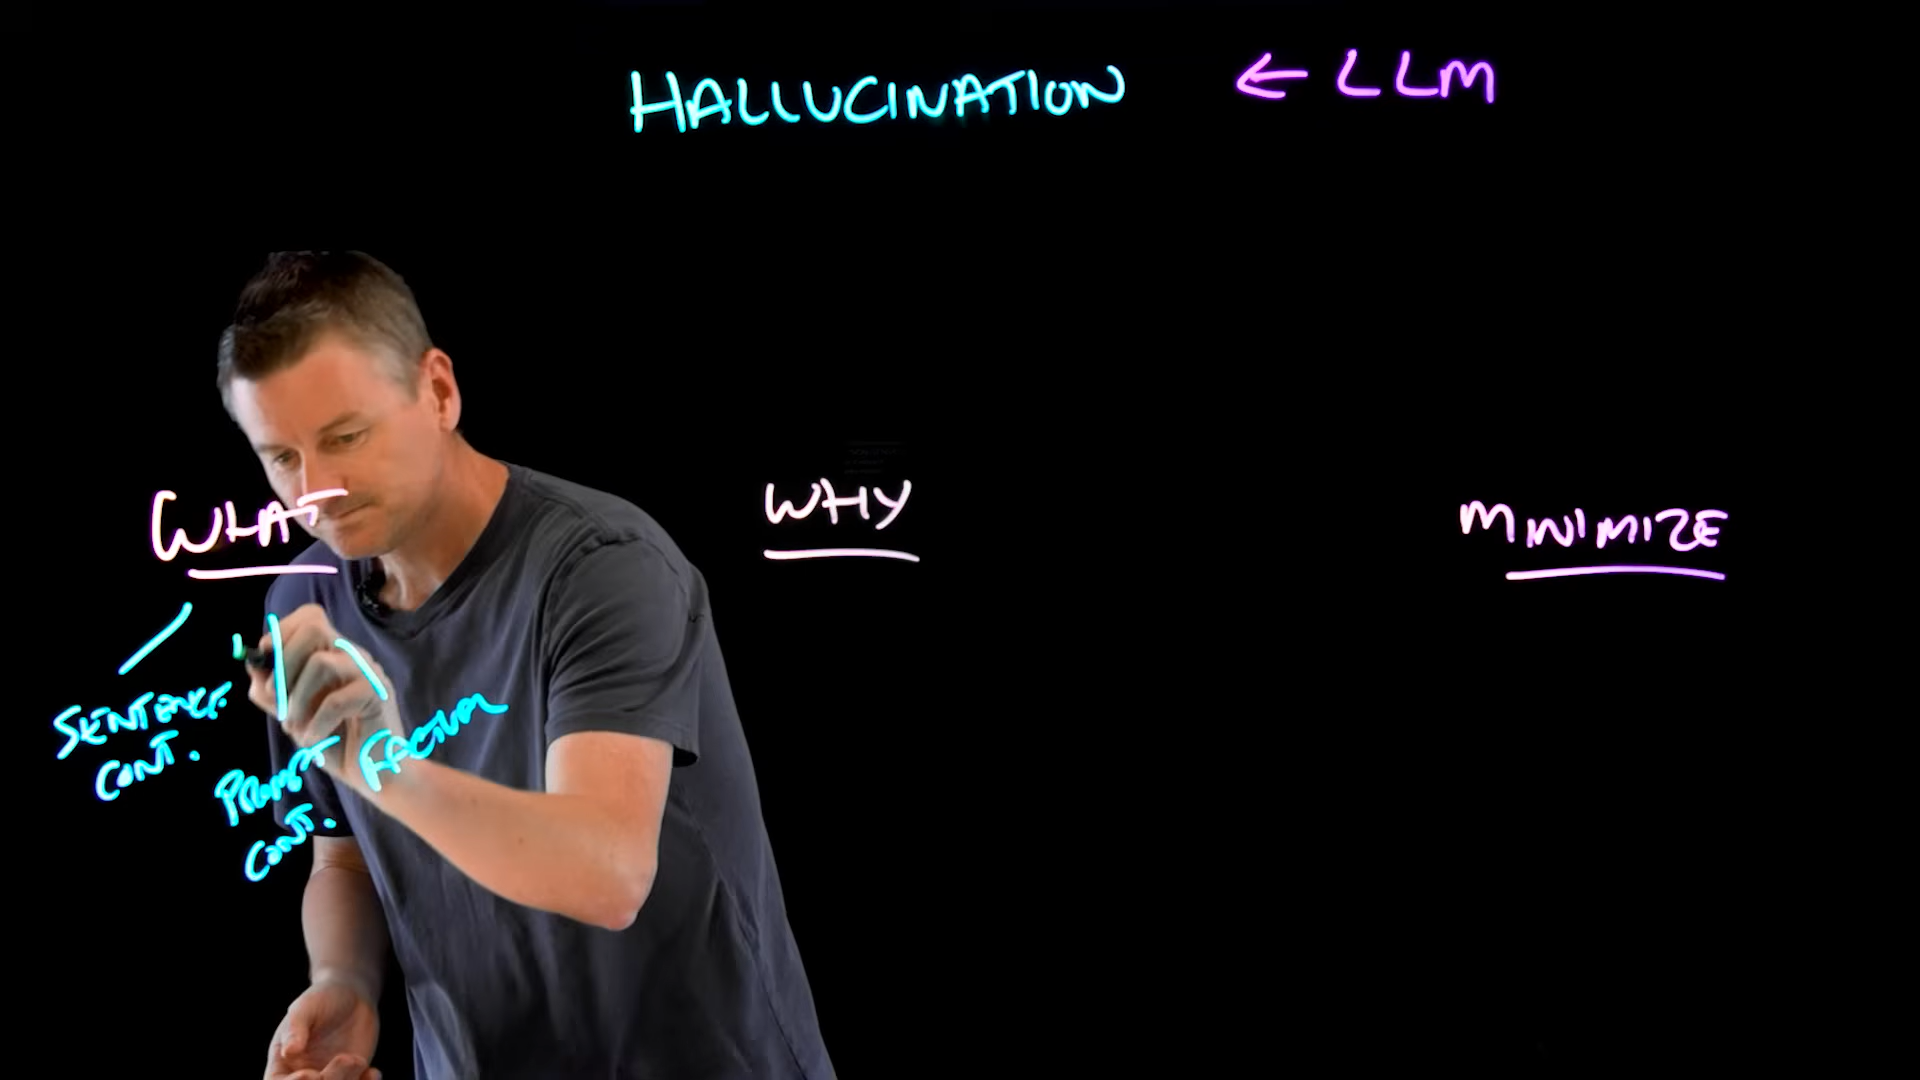 HALLUCINATION ← LLM
WHAT
WHY
MINIMIZE
SENTENCE
CONT.
PROMPT
CONT.
FACTUAL